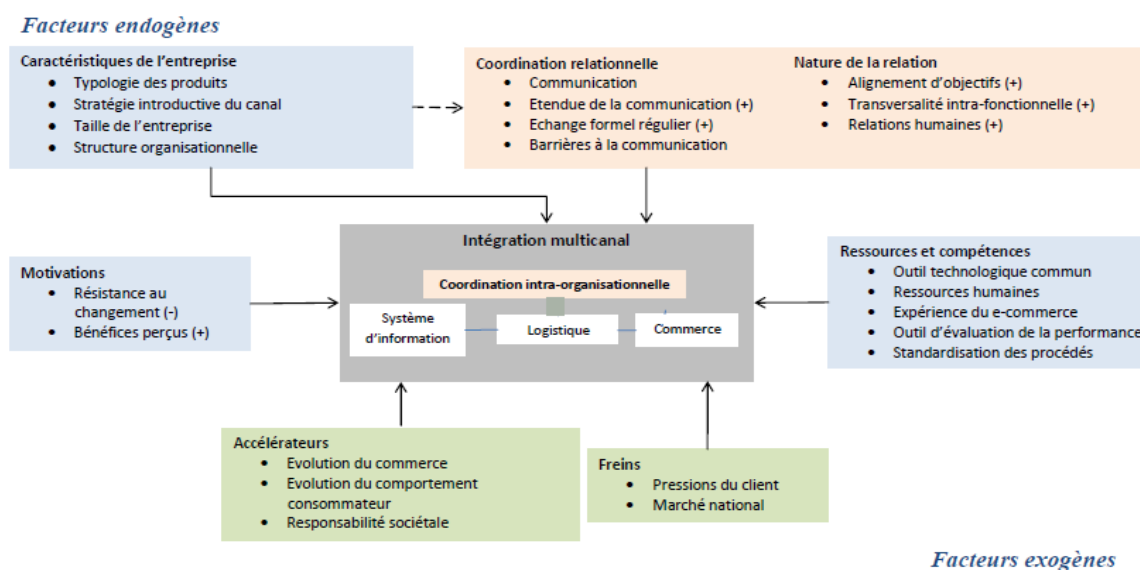 Facteurs endogènes
Caractéristiques de l'entreprise
• Typologie des produits
• Stratégie introductive du canal
• Taille de l'entreprise
• Structure organisationnelle
Coordination relationnelle
• Communication
• Etendue de la communication (+)
• Echange formel régulier (+)
• Barrières à la communication
Nature de la relation
• Alignement d'objectifs (+)
• Transversalité intra-fonctionnelle (+)
• Relations humaines (+)
Intégration multicanal
Coordination intra-organisationnelle
Système
d'information
Logistique
Commerce
Motivations
• Résistance au
changement (-)
• Bénéfices perçus (+)
Ressources et compétences
• Outil technologique commun
• Ressources humaines
• Expérience du e-commerce
• Outil d'évaluation de la performance
• Standardisation des procédés
Accélérateurs
• Evolution du commerce
• Evolution du comportement
consommateur
• Responsabilité sociétale
Freins
• Pressions du client
• Marché national
Facteurs exogènes